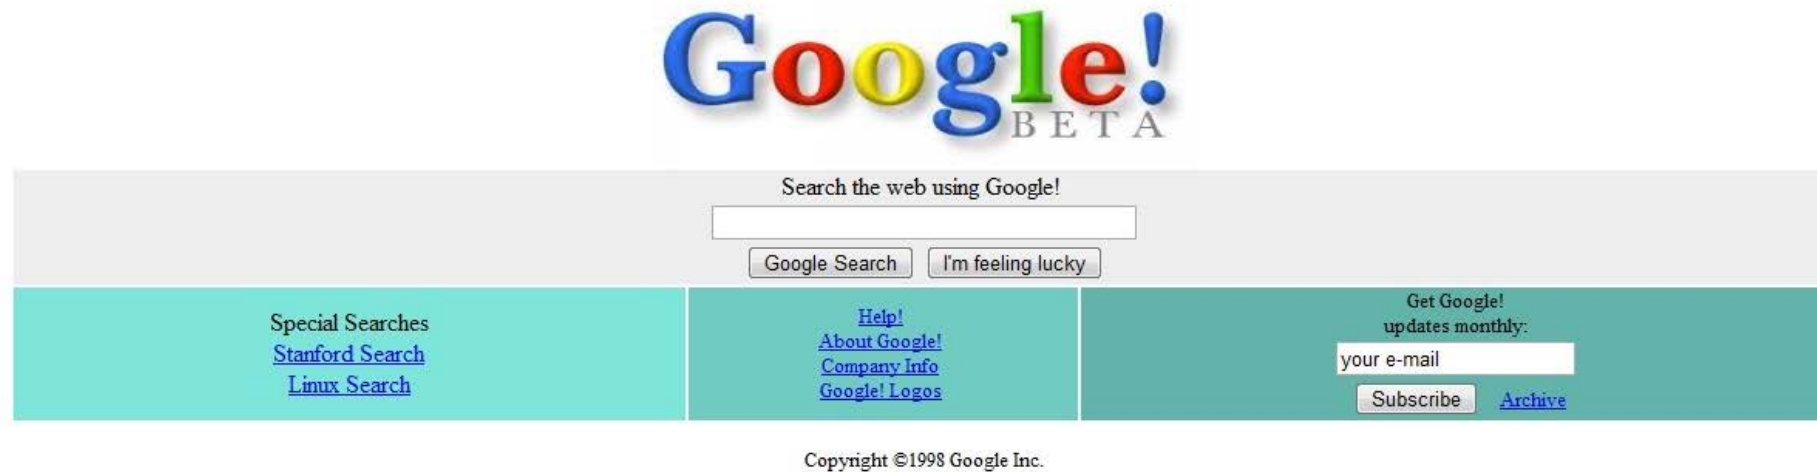 Google!
BETA
Search the web using Google!
Google Search I'm feeling lucky
Special Searches
Stanford Search
Linux Search
Help!
About Google!
Company Info
Google! Logos
Get Google!
updates monthly:
your e-mail
Subscribe Archive
Copyright ©1998 Google Inc.